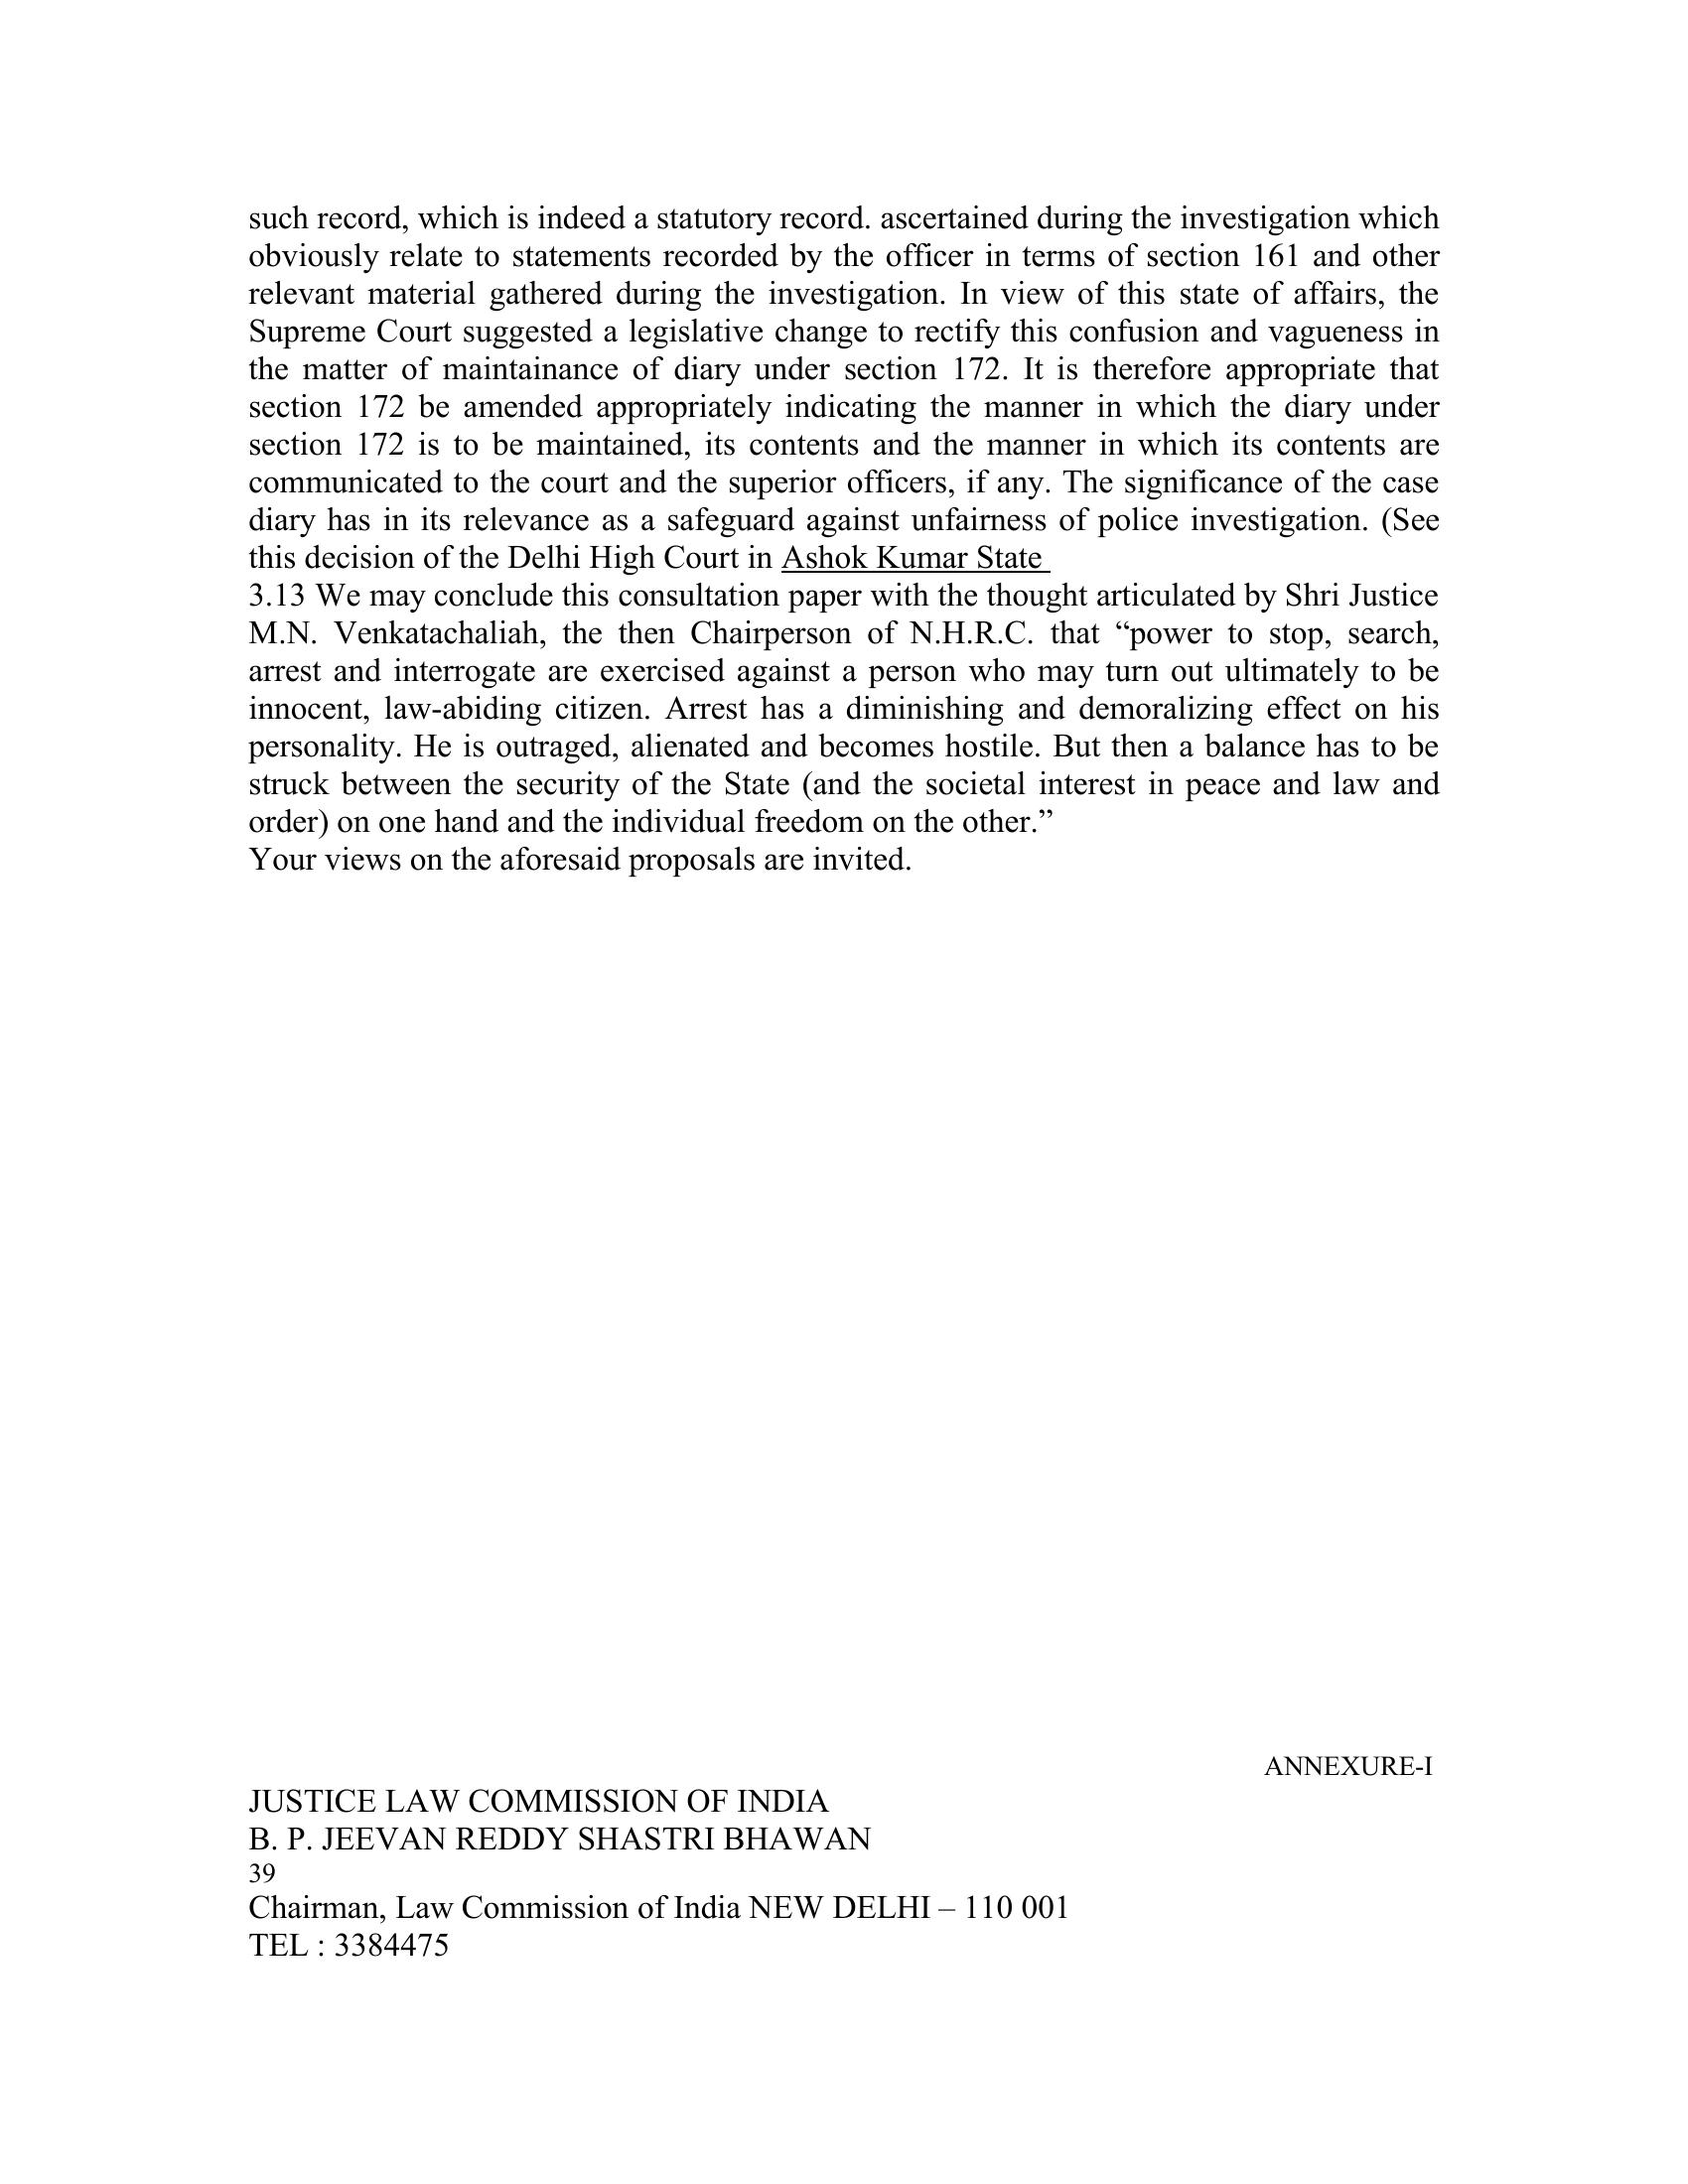 such record, which is indeed a statutory record. ascertained during the investigation which
obviously relate to statements recorded by the officer in terms of section 161 and other
relevant material gathered during the investigation. In view of this state of affairs, the
Supreme Court suggested a legislative change to rectify this confusion and vagueness in
the matter of maintainance of diary under section 172. It is therefore appropriate that
section 172 be amended appropriately indicating the manner in which the diary under
section 172 is to be maintained, its contents and the manner in which its contents are
communicated to the court and the superior officers, if any. The significance of the case
diary has in its relevance as a safeguard against unfairness of police investigation. (See
this decision of the Delhi High Court in Ashok Kumar State
3.13 We may conclude this consultation paper with the thought articulated by Shri Justice
M.N. Venkatachaliah, the then Chairperson of N.H.R.C. that “power to stop, search,
arrest and interrogate are exercised against a person who may turn out ultimately to be
innocent, law-abiding citizen. Arrest has a diminishing and demoralizing effect on his
personality. He is outraged, alienated and becomes hostile. But then a balance has to be
struck between the security of the State (and the societal interest in peace and law and
order) on one hand and the individual freedom on the other.”
Your views on the aforesaid proposals are invited.
ANNEXURE-I
JUSTICE LAW COMMISSION OF INDIA
B. P. JEEVAN REDDY SHASTRI BHAWAN
39
Chairman, Law Commission of India NEW DELHI – 110 001
TEL : 3384475